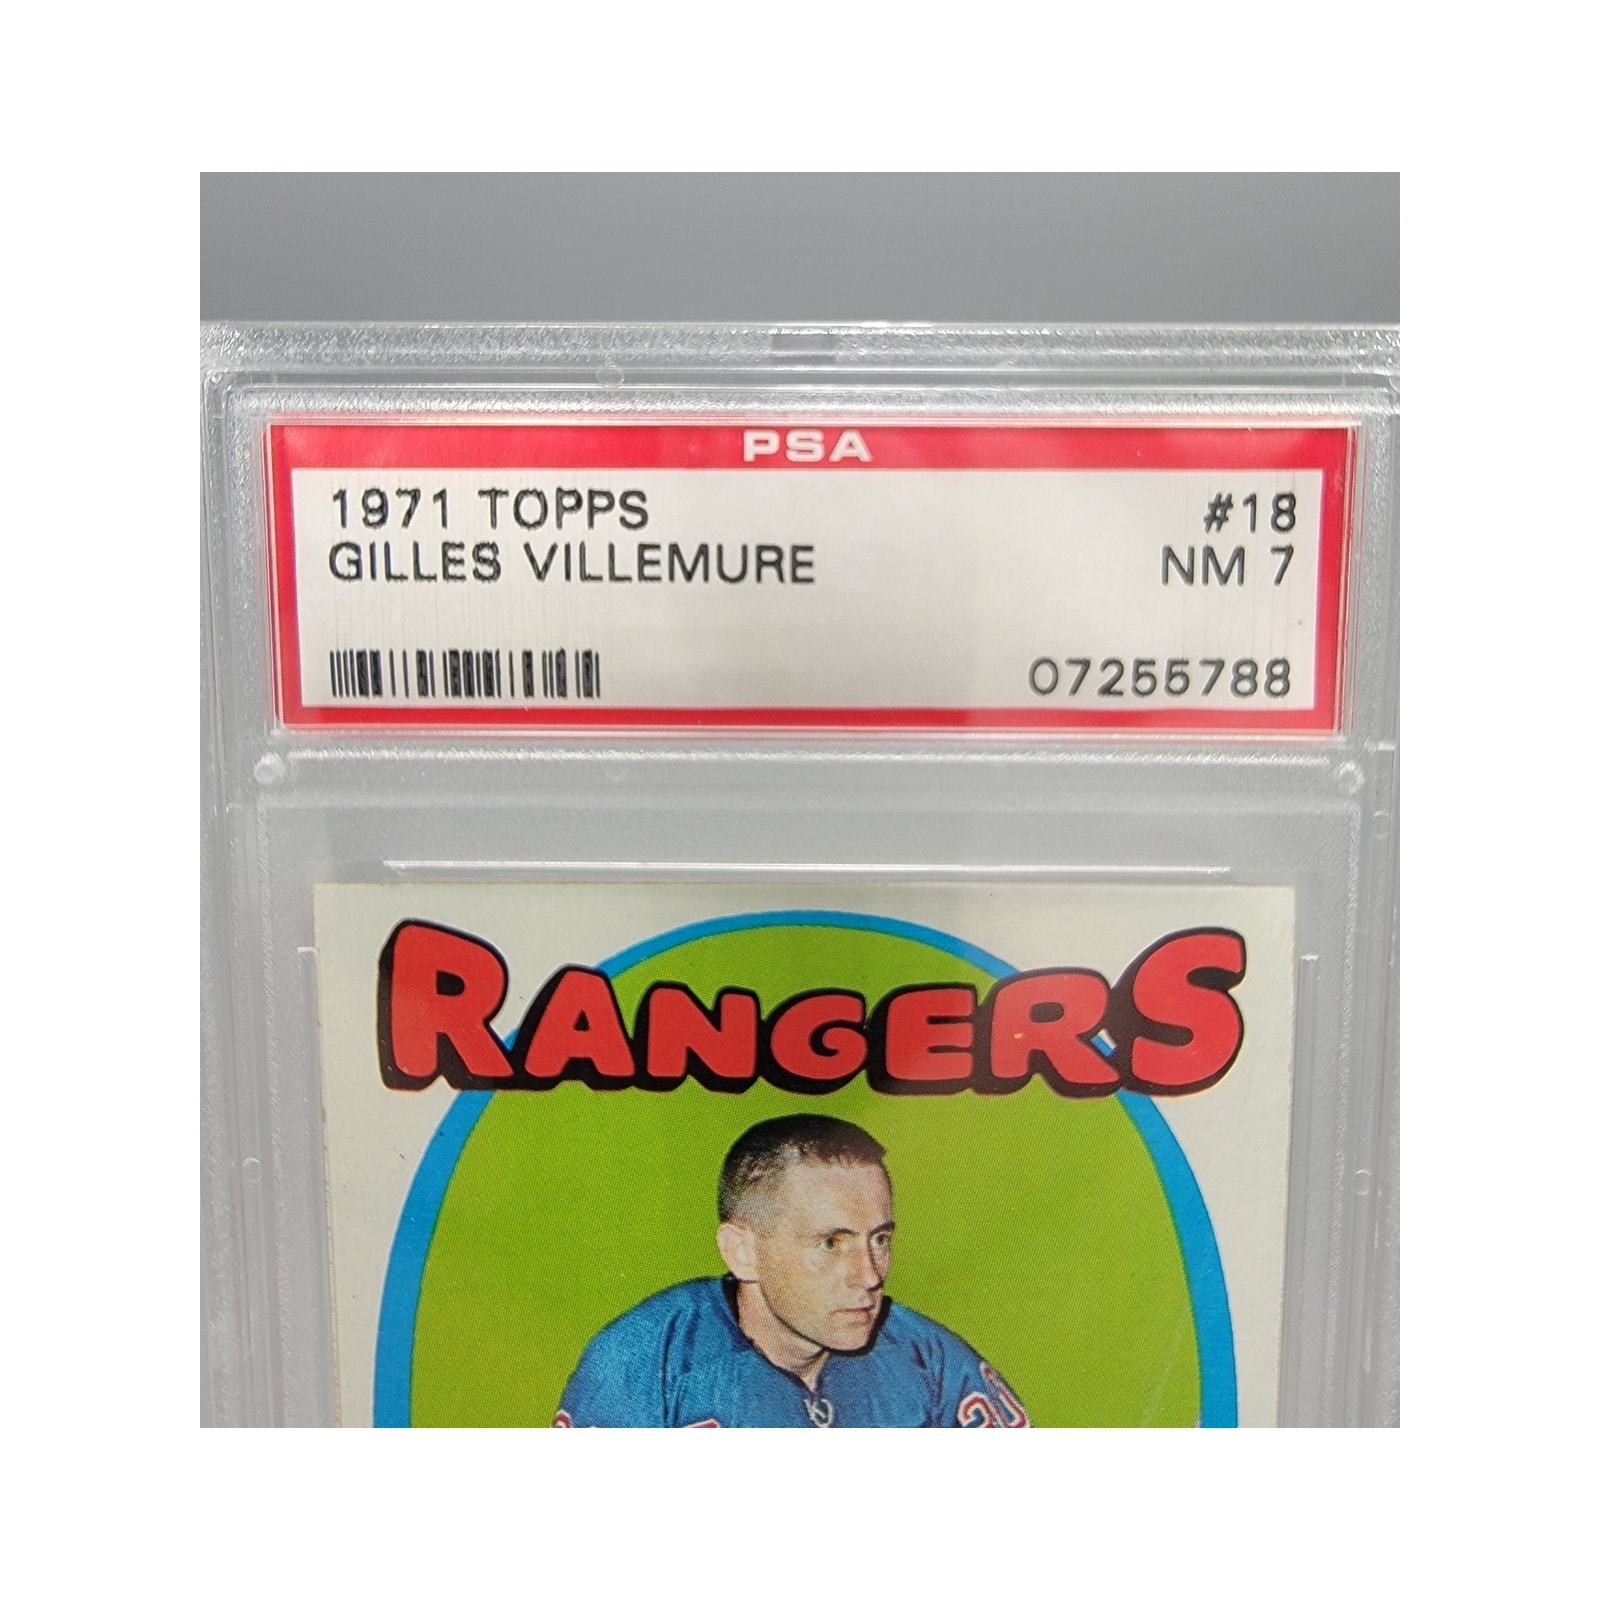 PSA
1971 TOPPS #18
GILLES VILLEMURE NM 7
07255788
RANGERS